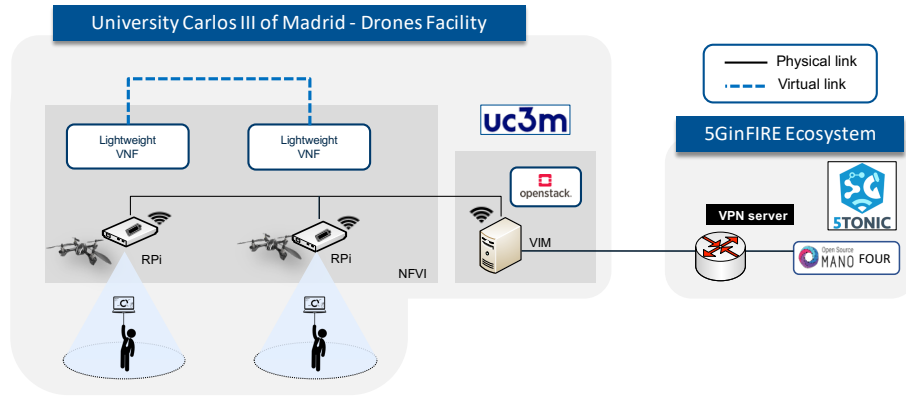 University Carlos III of Madrid - Drones Facility
Physical link
Virtual link
uc3m
5GinFIRE Ecosystem
Lightweight
VNF
Lightweight
VNF
openstack.
5TONIC
VPN server
VIM
RPi
RPi
NFVI
Open Source
MANO FOUR